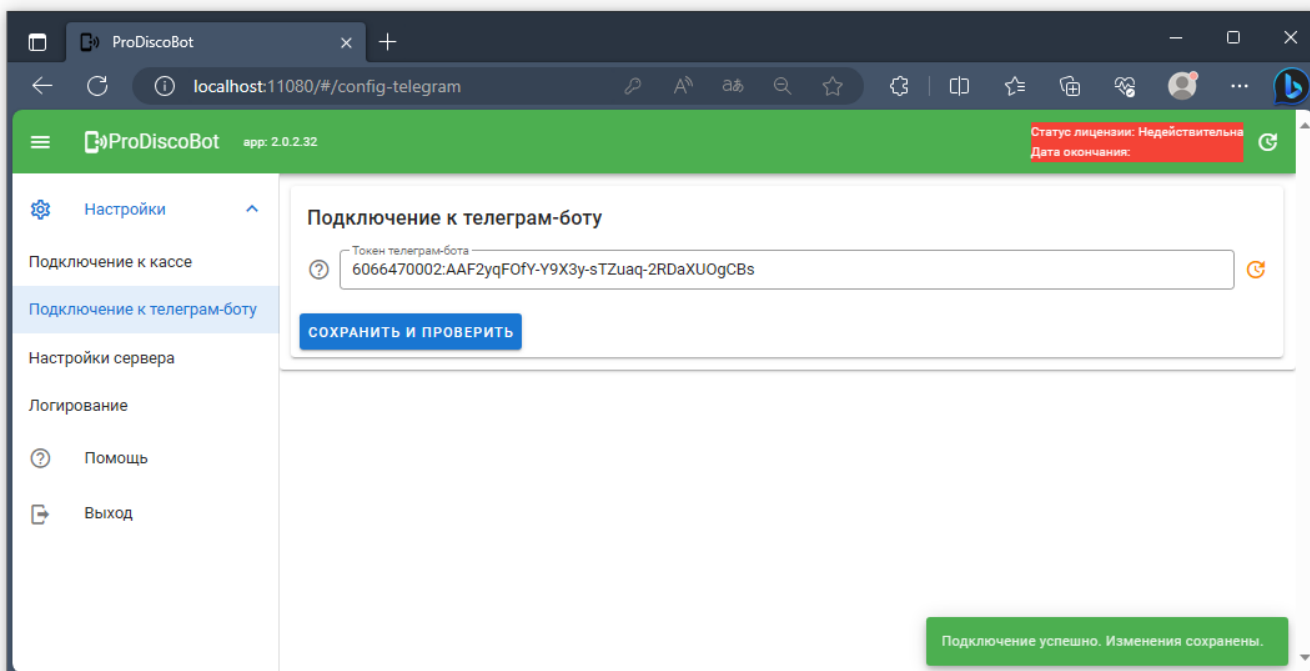 ProDiscoBot
localhost:11080/#/config-telegram
ProDiscoBot app: 2.0.2.32
Статус лицензии: Недействительна
Дата окончания:
Настройки
Подключение к кассе
Подключение к телеграм-боту
Настройки сервера
Логирование
Помощь
Выход
Подключение к телеграм-боту
Токен телеграм-бота
6066470002:AAF2yqFOfY-Y9X3y-sTZuaq-2RDaXUOgCBs
СОХРАНИТЬ И ПРОВЕРИТЬ
Подключение успешно. Изменения сохранены.